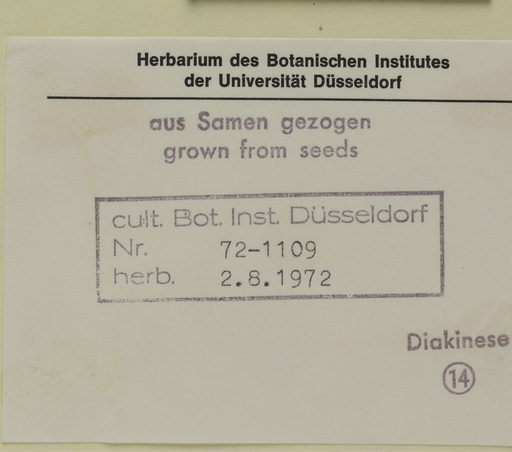 Herbarium des Botanischen Institutes
der Universität Düsseldorf
aus Samen gezogen
grown from seeds
cult. Bot. Inst. Düsseldorf
Nr. 72-1109
herb. 2.8.1972
Diakinese
14